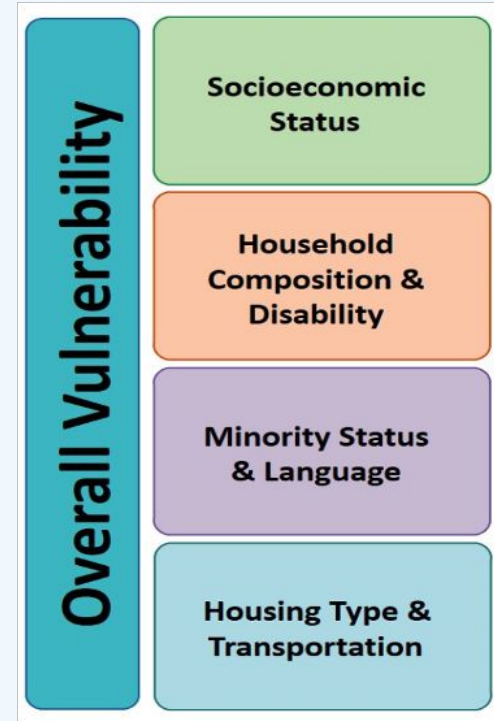 Overall Vulnerability
Socioeconomic
Status
Household
Composition &
Disability
Minority Status
& Language
Housing Type &
Transportation